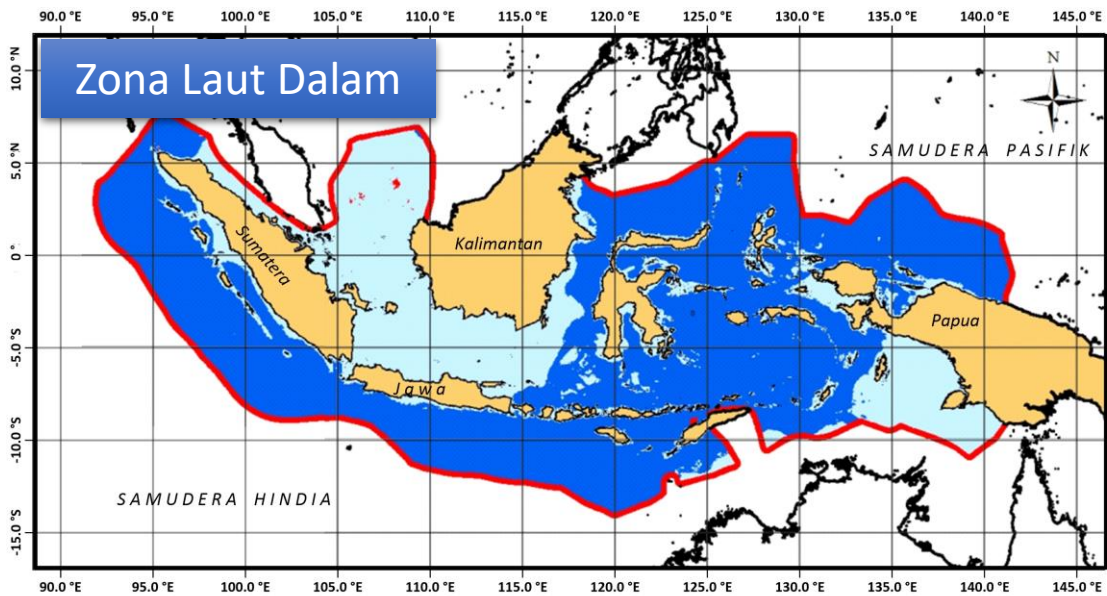 90.0 °E 95.0 °E 100.0 °E 105.0 °E 110.0 °E 115.0 °E 120.0 °E 125.0 °E 130.0 °E 135.0 °E 140.0 °E 145.0 °E
Zona Laut Dalam
N
10.0 °N
SAMUDERA PASIFIK
5.0 °N
Sumatera
Kalimantan
0
Papua
-5.0 °S
Jawa
-10.0 °S
SAMUDERA HINDIA
-15.0 °S
90.0 °E 95.0 °E 100.0 °E 105.0 °E 110.0 °E 115.0 °E 120.0 °E 125.0 °E 130.0 °E 135.0 °E 140.0 °E 145.0 °E